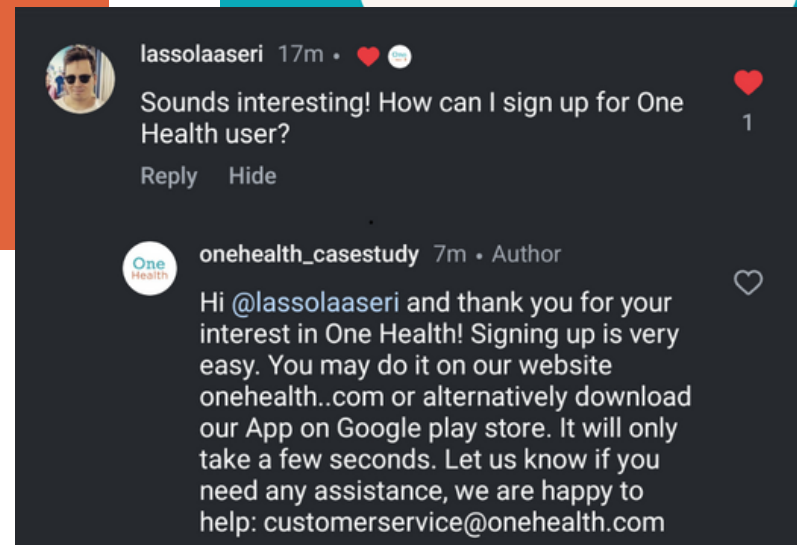 lassolaaseri 17m •
Sounds interesting! How can I sign up for One
Health user?
1
Reply Hide
One
Health
onehealth_casestudy 7m • Author
Hi @lassolaaseri and thank you for your
interest in One Health! Signing up is very
easy. You may do it on our website
onehealth..com or alternatively download
our App on Google play store. It will only
take a few seconds. Let us know if you
need any assistance, we are happy to
help: customerservice@onehealth.com